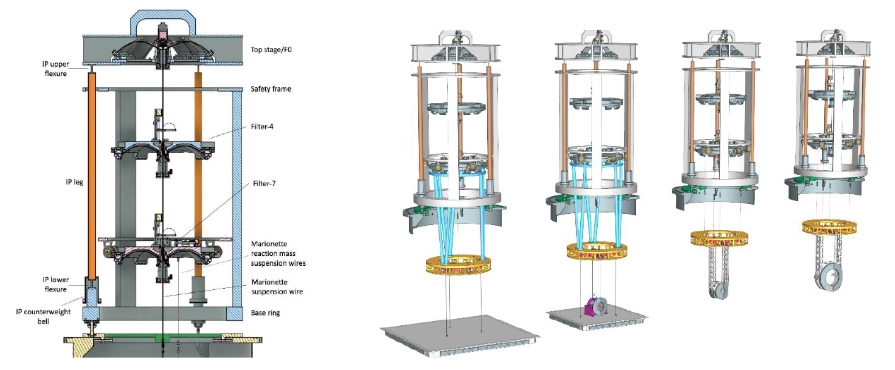 Top stage/F0
IP upper
flexure
Safety frame
Filter-4
IP leg
Filter-7
Marionette
reaction mass
suspension wires
IP lower
flexure
Marionette
suspension wire
IP counterweight
bell
Base ring